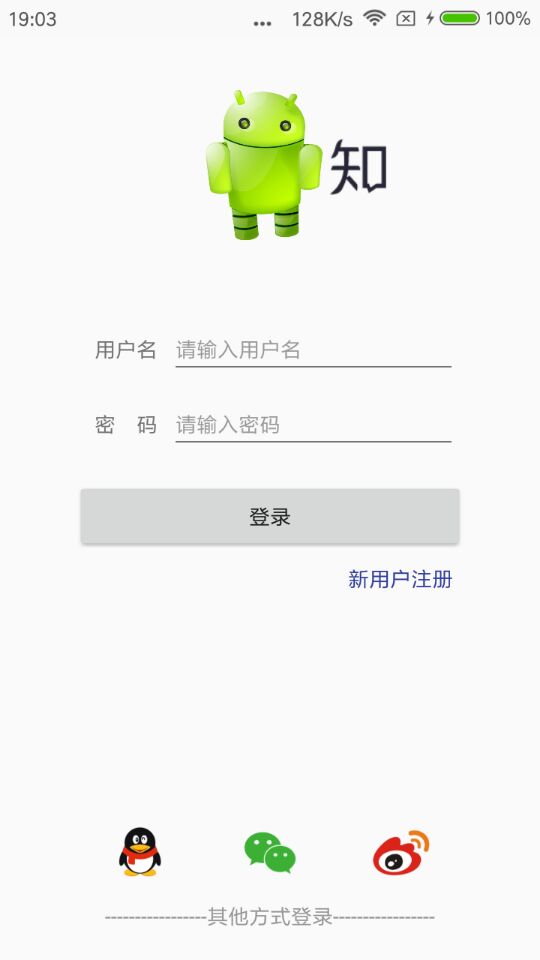 19:03 ... 128K/s 100%
知
用户名 请输入用户名
密 码 请输入密码
登录
新用户注册
-----------------其他方式登录-----------------